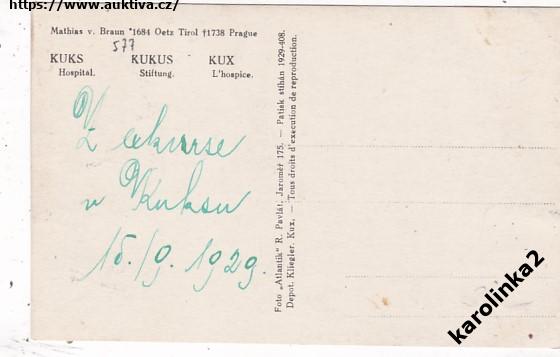 https://www.auktiva.cz/
Mathias v. Braun *1684 Oetz Tirol †1738 Prague
577
KUKS KUKUS KUX
Hospital. Stiftung. L'hospice.
Z exkurse
v Kuksu
15./9. 1929.
Foto „Atlantik" R. Pavlát, Jaroměř 175. — Patisk stihán 1929-408.
Depot. Kliegler. Kux. — Tous droits d'execution de reproduction.
karolinka2